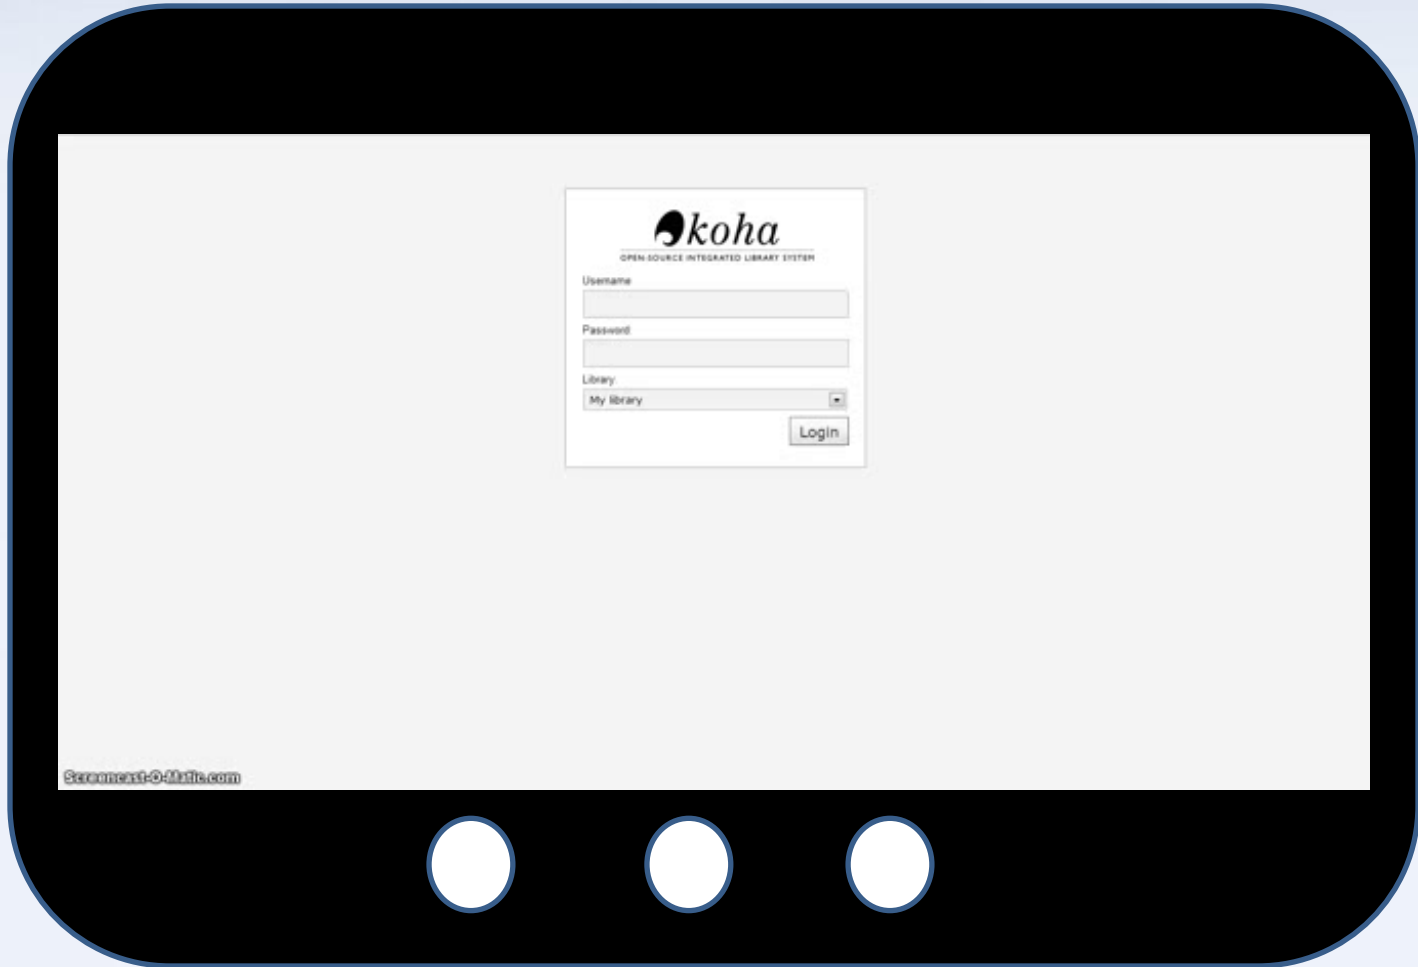 koha
OPEN-SOURCE INTEGRATED LIBRARY SYSTEM
Username
Password
Library
My library
Login
Screencast-O-Matic.com